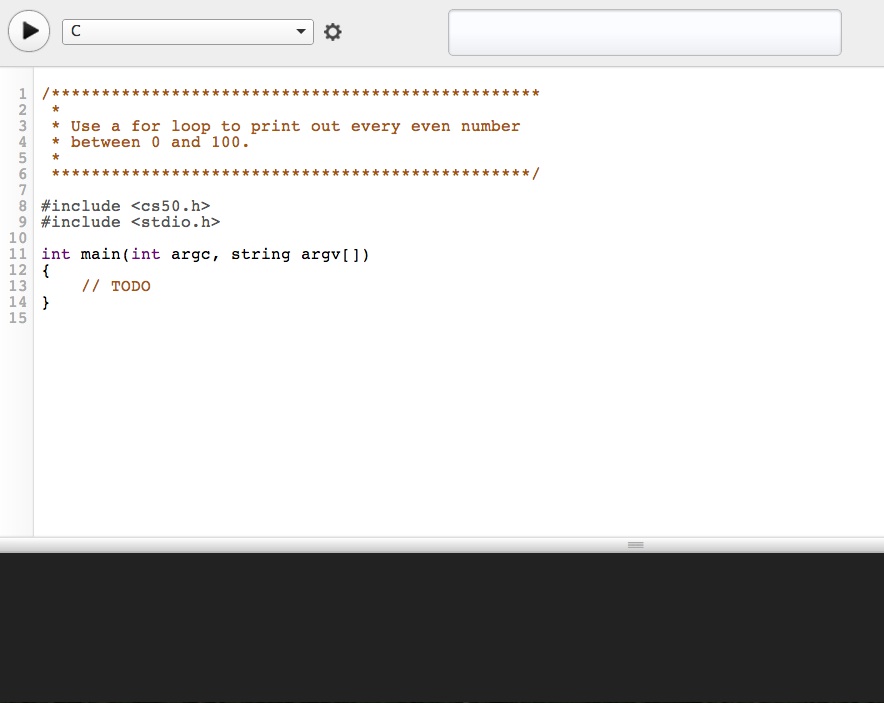 C
1 /*************************************************
2  *
3  * Use a for loop to print out every even number
4  * between 0 and 100.
5  *
6  ************************************************/
7
8 #include <cs50.h>
9 #include <stdio.h>
10
11 int main(int argc, string argv[])
12 {
13     // TODO
14 }
15